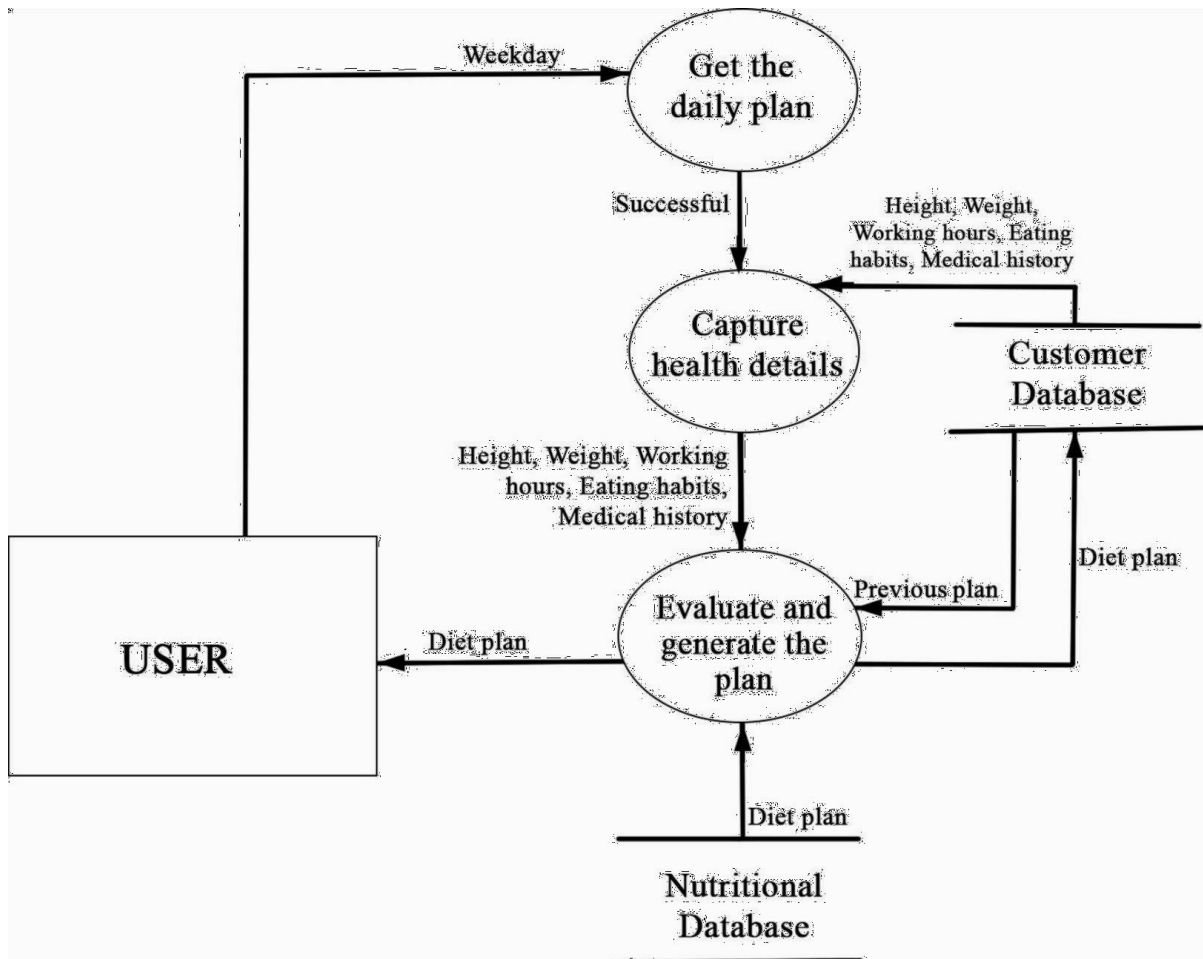 Weekday
Get the
daily plan
Successful
Height, Weight,
Working hours, Eating
habits, Medical history
Capture
health details
Customer
Database
Height, Weight, Working
hours, Eating habits,
Medical history
Diet plan
Previous plan
Evaluate and
generate the
plan
Diet plan
USER
Diet plan
Nutritional
Database